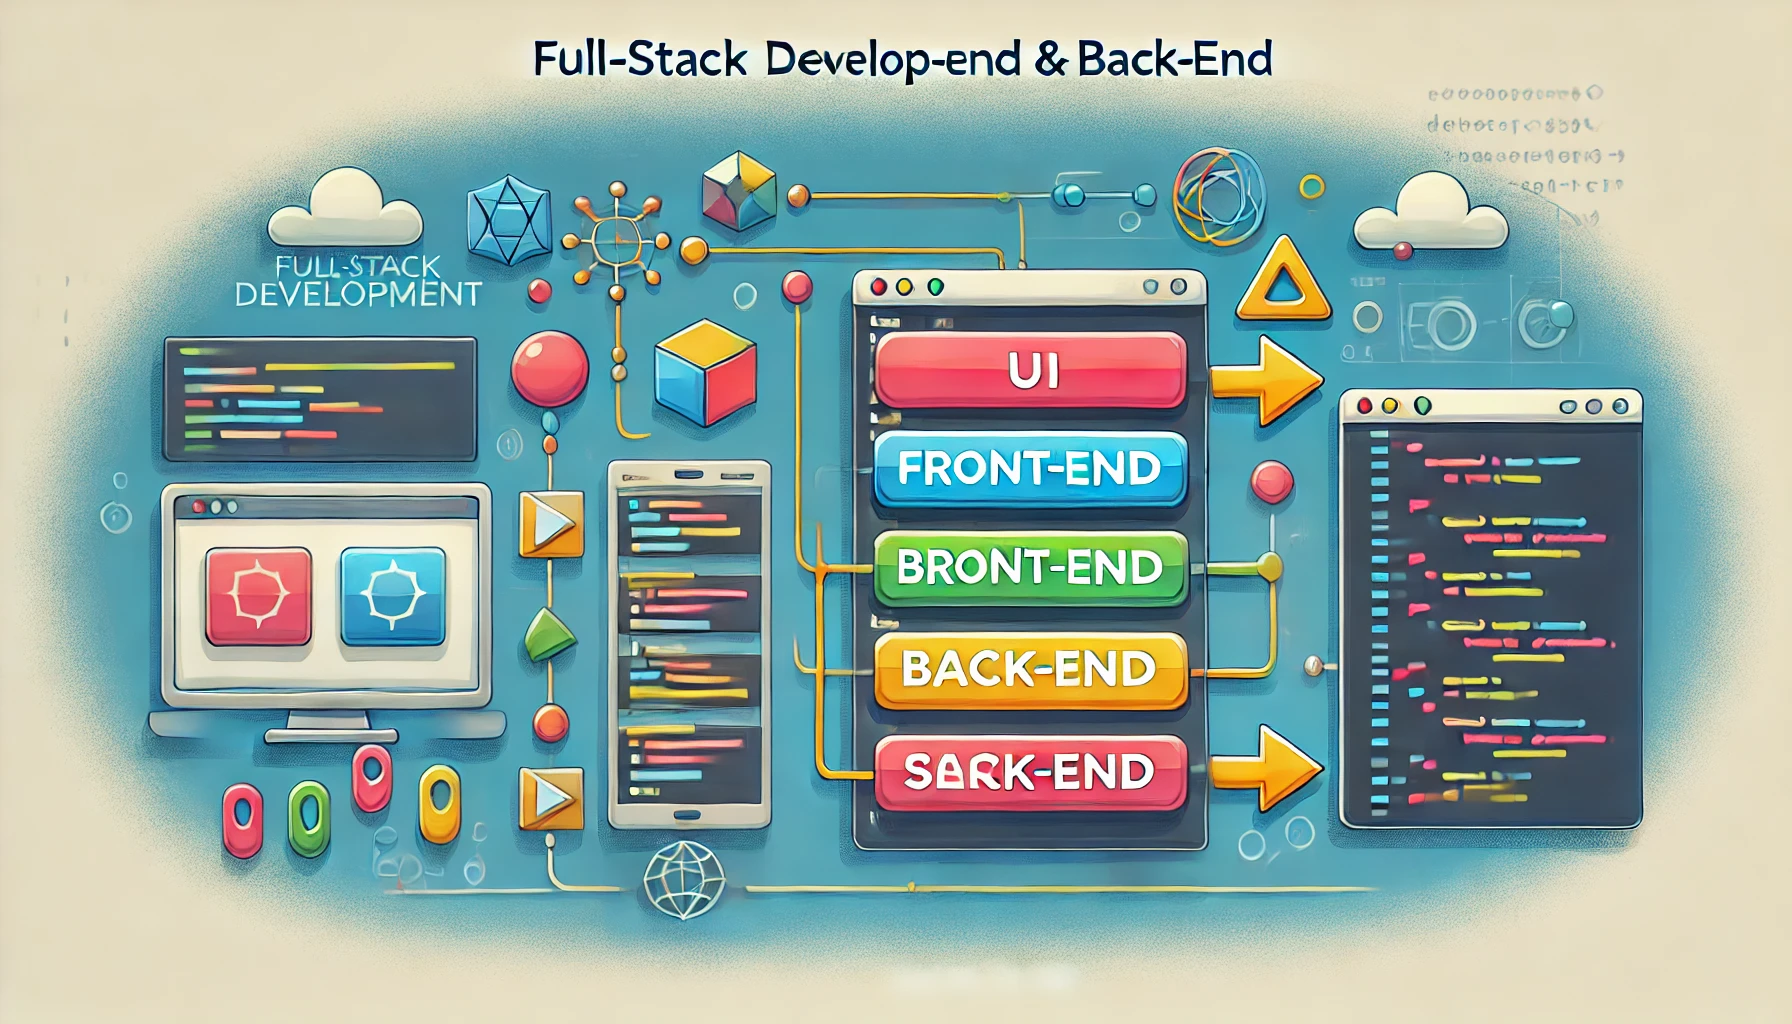 Full-Stack Develop-end & Back-End
FULL-STACK
DEVELOPMENT
UI
FRONT-END
BRONT-END
BACK-END
SARK-END